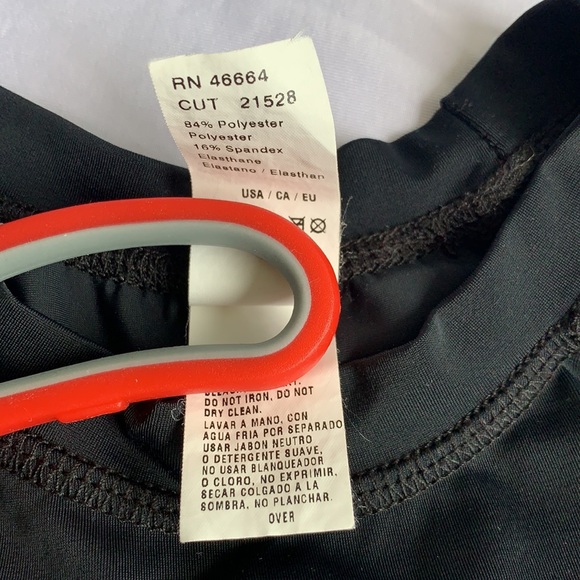 RN 46664
CUT 21528
84% Polyester
Polyester
16% Spandex
Elasthane
Elastano / Elasthan
USA / CA / EU
DO NOT IRON, DO NOT
DRY CLEAN.
LAVAR A MANO, CON
AGUA FRIA POR SEPARADO
USAR JABON NEUTRO
O DETERGENTE SUAVE,
NO USAR BLANQUEADOR
O CLORO, NO EXPRIMIR,
SECAR COLGADO A LA
SOMBRA, NO PLANCHAR.
OVER